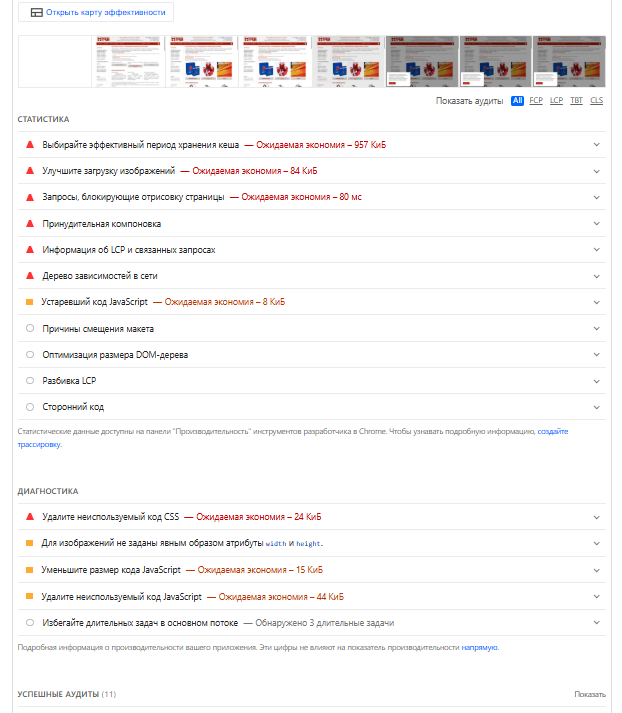 Открыть карту эффективности
Показать аудиты All FCP LCP TBT CLS
СТАТИСТИКА
Выбирайте эффективный период хранения кеша — Ожидаемая экономия – 957 КиБ
Улучшите загрузку изображений — Ожидаемая экономия – 84 КиБ
Запросы, блокирующие отрисовку страницы — Ожидаемая экономия – 80 мс
Принудительная компоновка
Информация об LCP и связанных запросах
Дерево зависимостей в сети
Устаревший код JavaScript — Ожидаемая экономия – 8 КиБ
Причины смещения макета
Оптимизация размера DOM-дерева
Разбивка LCP
Сторонний код
Статистические данные доступны на панели "Производительность" инструментов разработчика в Chrome. Чтобы узнавать подробную информацию, создайте
трассировку.
ДИАГНОСТИКА
Удалите неиспользуемый код CSS — Ожидаемая экономия – 24 КиБ
Для изображений не заданы явным образом атрибуты width и height.
Уменьшите размер кода JavaScript — Ожидаемая экономия – 15 КиБ
Удалите неиспользуемый код JavaScript — Ожидаемая экономия – 44 КиБ
Избегайте длительных задач в основном потоке — Обнаружено 3 длительные задачи
Подробная информация о производительности вашего приложения. Эти цифры не влияют на показатель производительности напрямую.
УСПЕШНЫЕ АУДИТЫ (11) Показать